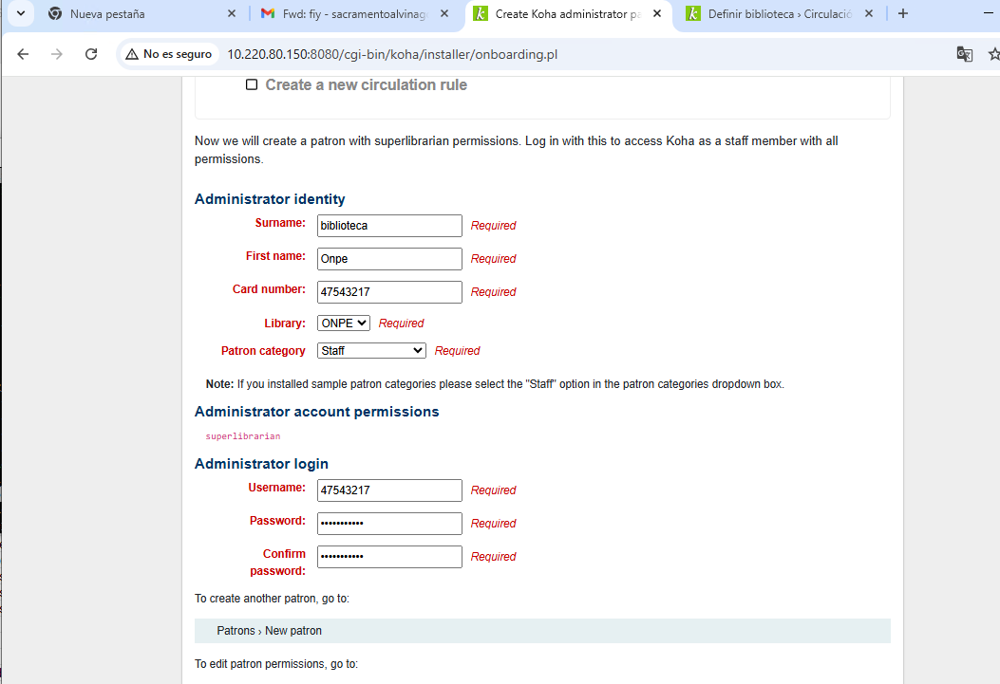 Nueva pestaña
Fwd: fiy - sacramentoalvinag
Create Koha administrator pa
Definir biblioteca › Circulació
No es seguro
10.220.80.150:8080/cgi-bin/koha/installer/onboarding.pl
Create a new circulation rule
Now we will create a patron with superlibrarian permissions. Log in with this to access Koha as a staff member with all
permissions.
Administrator identity
Surname: biblioteca Required
First name: Onpe Required
Card number: 47543217 Required
Library: ONPE Required
Patron category Staff Required
Note: If you installed sample patron categories please select the "Staff" option in the patron categories dropdown box.
Administrator account permissions
superlibrarian
Administrator login
Username: 47543217 Required
Password: ••••••••••• Required
Confirm
password: ••••••••••• Required
To create another patron, go to:
Patrons › New patron
To edit patron permissions, go to: